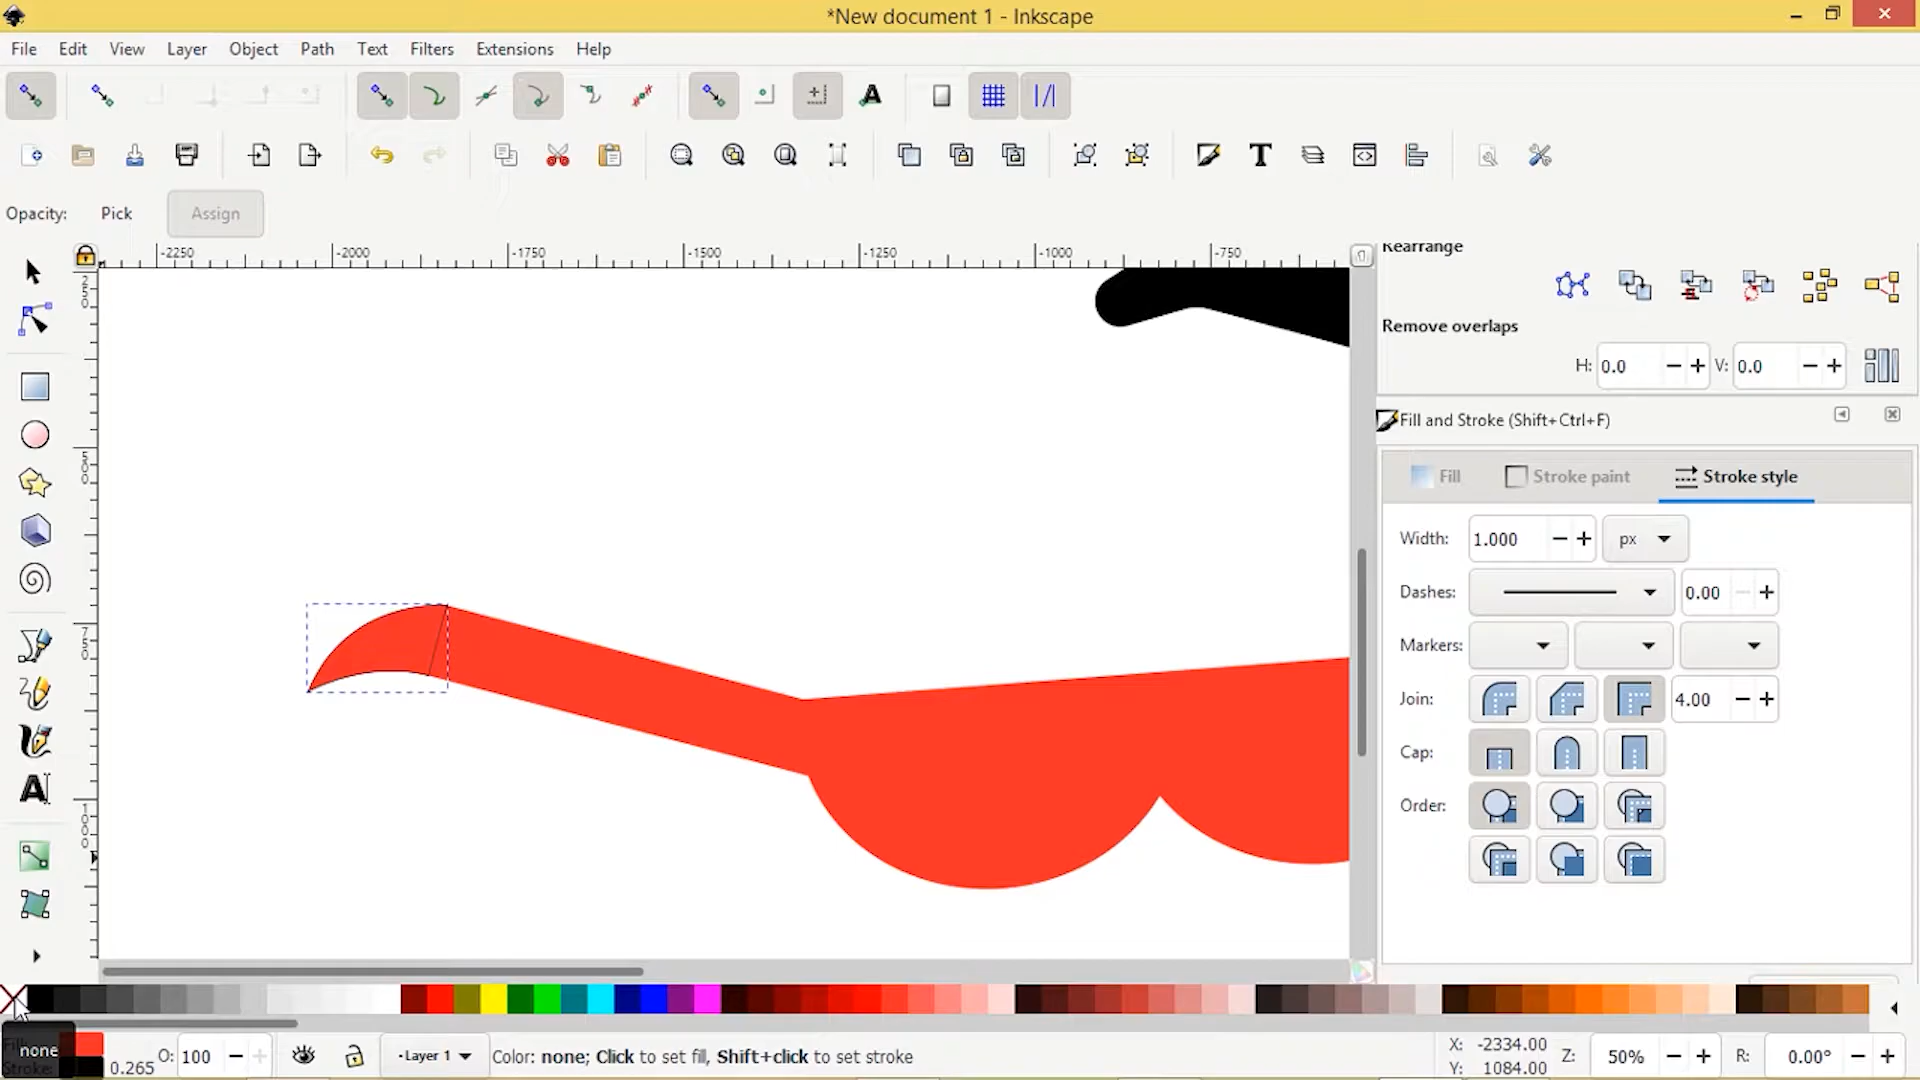 *New document 1 - Inkscape
File Edit View Layer Object Path Text Filters Extensions Help
Opacity: Pick Assign
-2250 -2000 -1750 -1500 -1250 -1000 -750
250
500
750
1000
Rearrange
Remove overlaps
H: 0.0 V: 0.0
Fill and Stroke (Shift+Ctrl+F)
Fill Stroke paint Stroke style
Width: 1.000 px
Dashes: 0.00
Markers:
Join: 4.00
Cap:
Order:
none
0.265
O: 100
Layer 1
Color: none; Click to set fill, Shift+click to set stroke
X: -2334.00
Y: 1084.00
Z: 50%
R: 0.00°